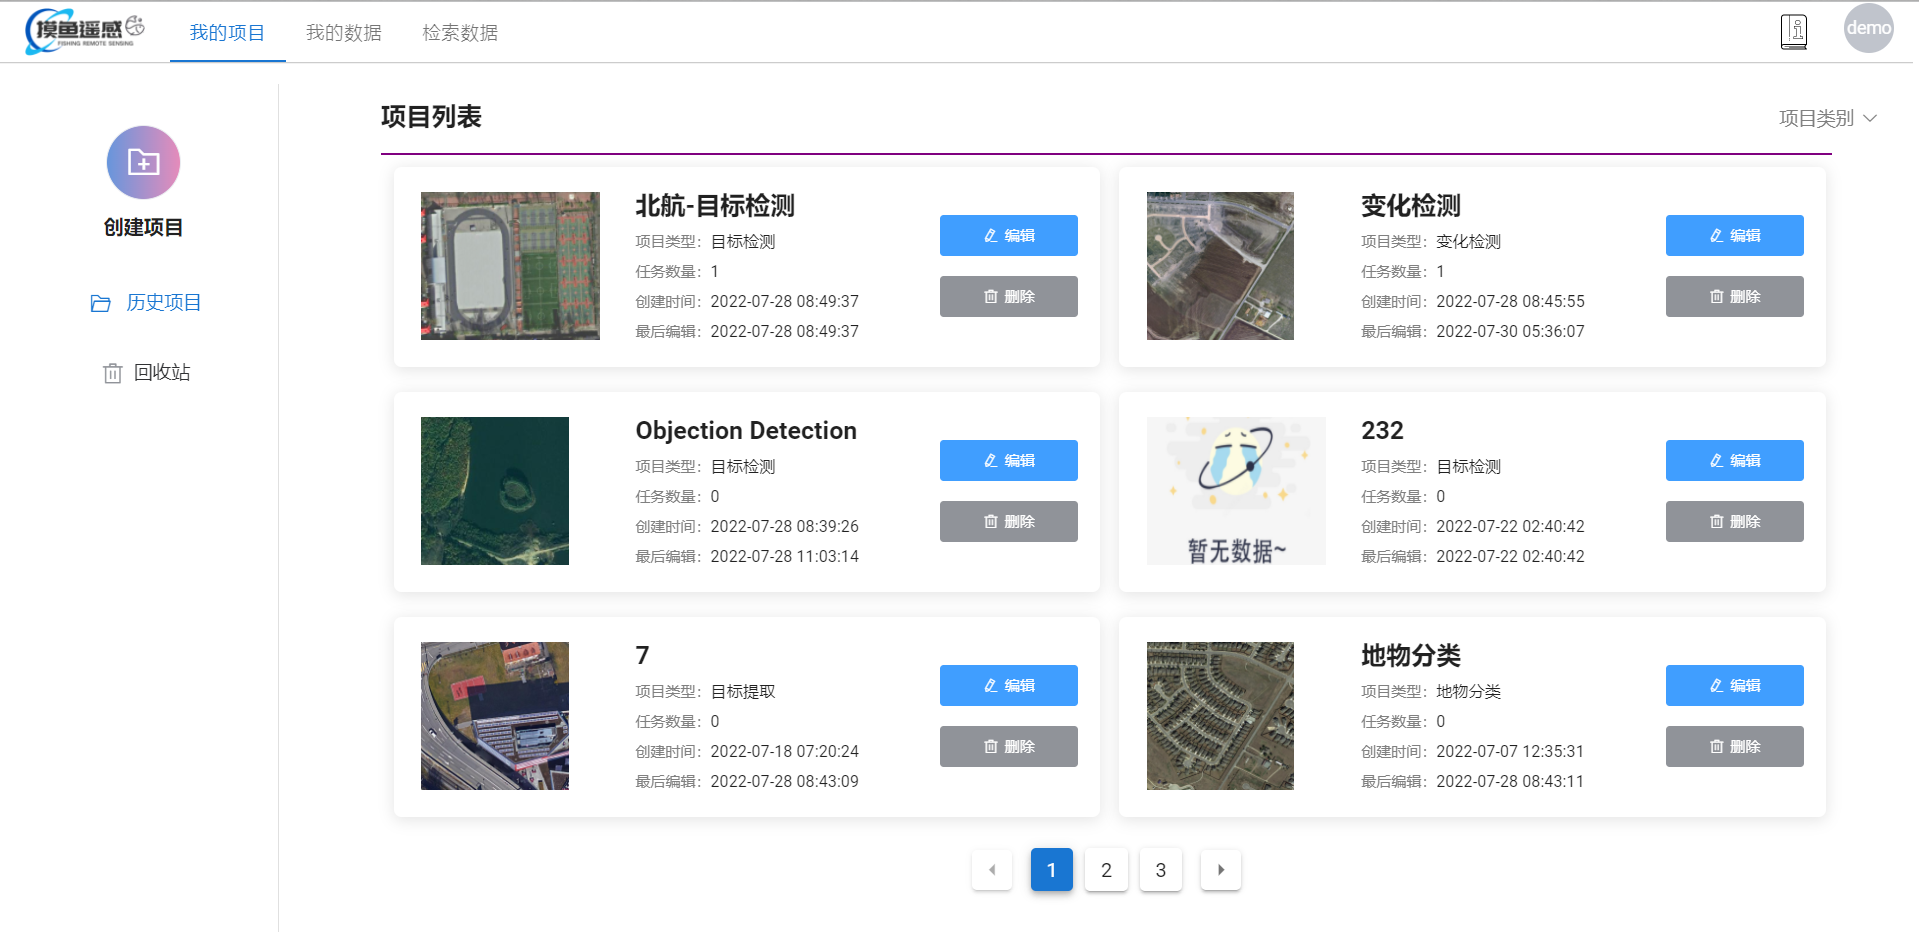 摸鱼遥感
FISHING REMOTE SENSING
我的项目
我的数据
检索数据
demo
创建项目
历史项目
回收站
项目列表
项目类别
北航-目标检测
项目类型：目标检测
任务数量：1
创建时间：2022-07-28 08:49:37
最后编辑：2022-07-28 08:49:37
编辑
删除
变化检测
项目类型：变化检测
任务数量：1
创建时间：2022-07-28 08:45:55
最后编辑：2022-07-30 05:36:07
编辑
删除
Objection Detection
项目类型：目标检测
任务数量：0
创建时间：2022-07-28 08:39:26
最后编辑：2022-07-28 11:03:14
编辑
删除
暂无数据~
232
项目类型：目标检测
任务数量：0
创建时间：2022-07-22 02:40:42
最后编辑：2022-07-22 02:40:42
编辑
删除
7
项目类型：目标提取
任务数量：0
创建时间：2022-07-18 07:20:24
最后编辑：2022-07-28 08:43:09
编辑
删除
地物分类
项目类型：地物分类
任务数量：0
创建时间：2022-07-07 12:35:31
最后编辑：2022-07-28 08:43:11
编辑
删除
1
2
3